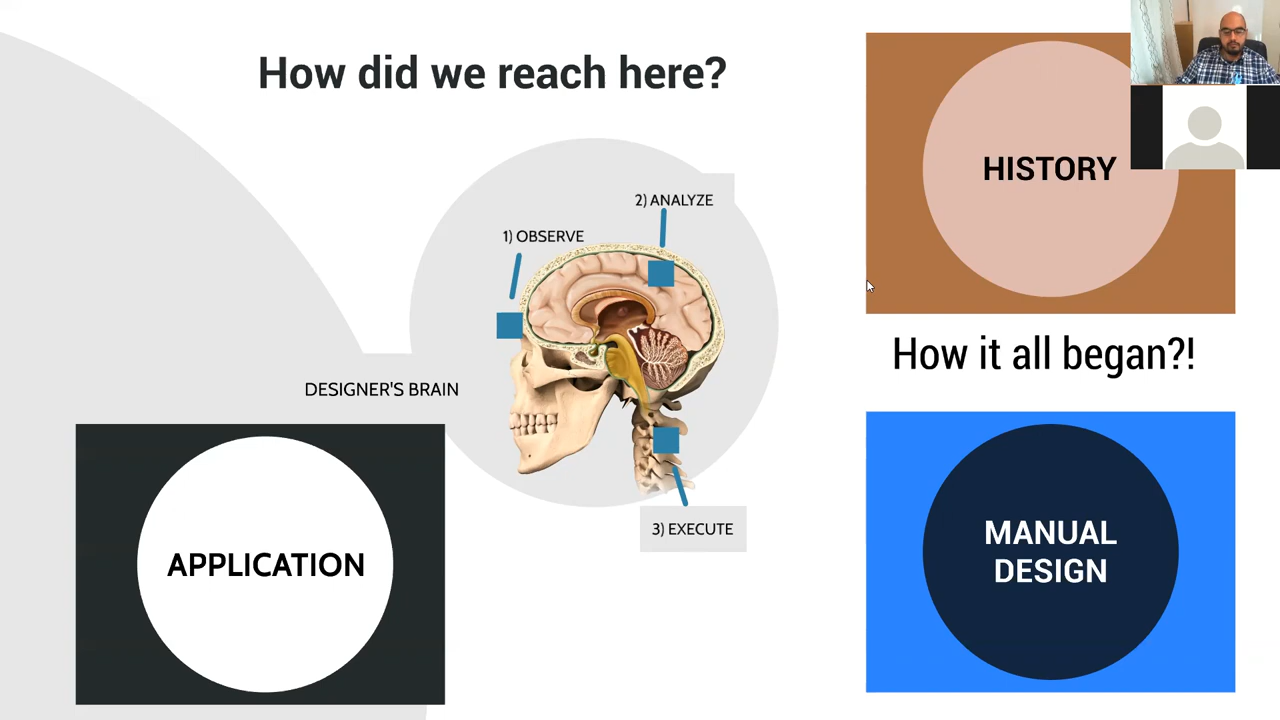 How did we reach here?
HISTORY
2) ANALYZE
1) OBSERVE
How it all began?!
DESIGNER'S BRAIN
3) EXECUTE
APPLICATION
MANUAL
DESIGN